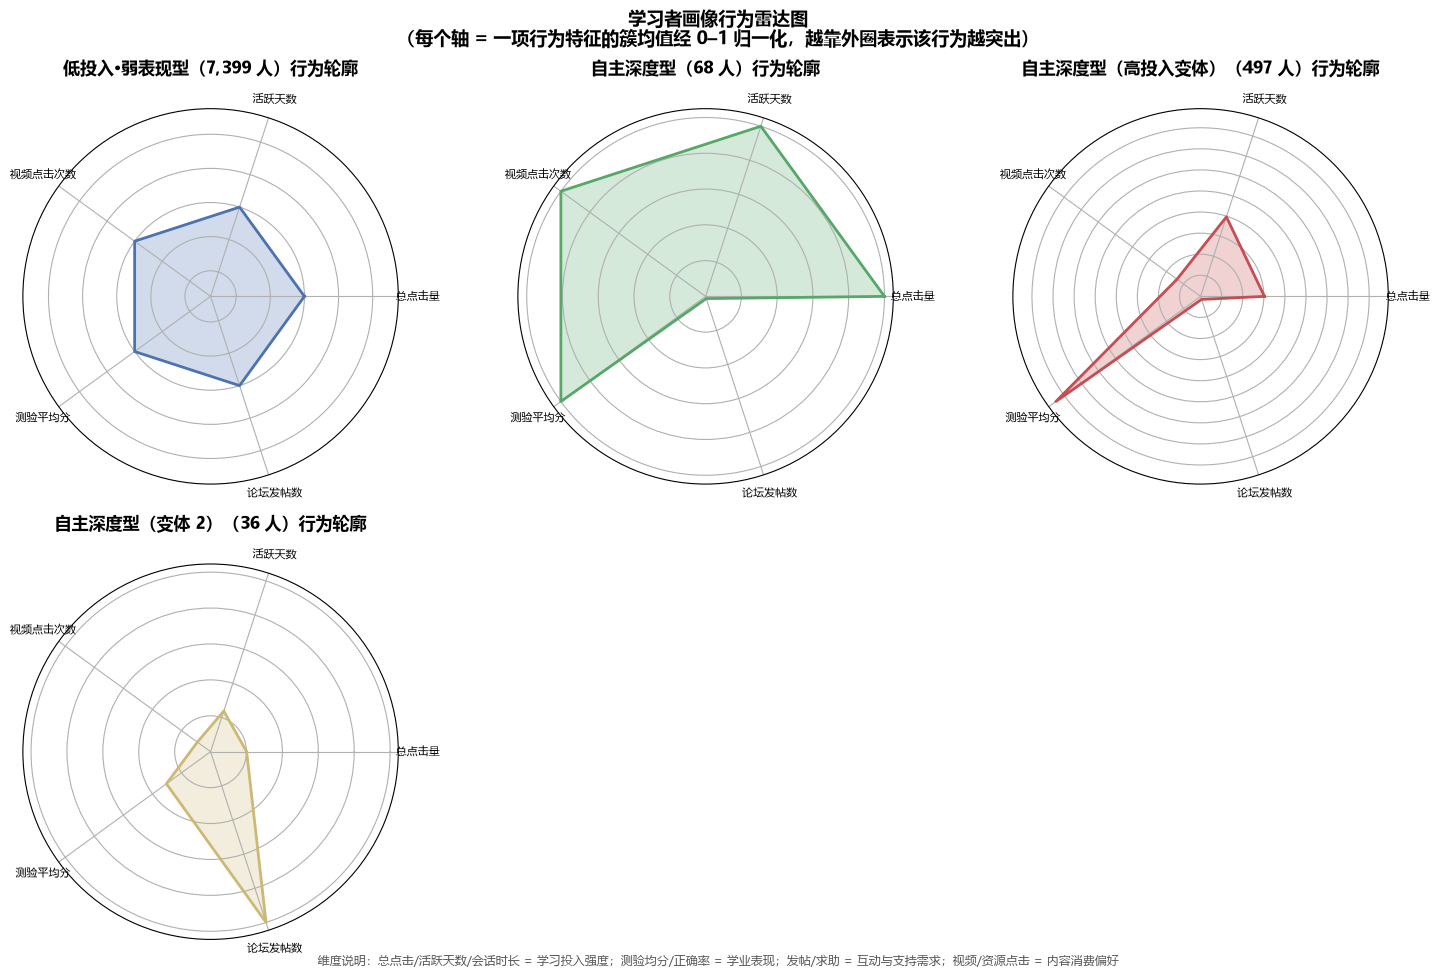 学习者画像行为雷达图
（每个轴 = 一项行为特征的簇均值经 0–1 归一化，越靠外圈表示该行为越突出）
低投入•弱表现型（7,399 人）行为轮廓
活跃天数
视频点击次数
总点击量
测验平均分
论坛发帖数
自主深度型（68 人）行为轮廓
活跃天数
视频点击次数
总点击量
测验平均分
论坛发帖数
自主深度型（高投入变体）（497 人）行为轮廓
活跃天数
视频点击次数
总点击量
测验平均分
论坛发帖数
自主深度型（变体 2）（36 人）行为轮廓
活跃天数
视频点击次数
总点击量
测验平均分
论坛发帖数
维度说明：总点击/活跃天数/会话时长 = 学习投入强度；测验均分/正确率 = 学业表现；发帖/求助 = 互动与支持需求；视频/资源点击 = 内容消费偏好